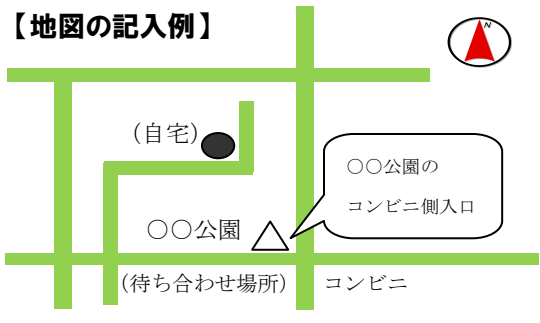 【地図の記入例】
N
(自宅)
○○公園の
コンビニ側入口
○○公園
(待ち合わせ場所)
コンビニ